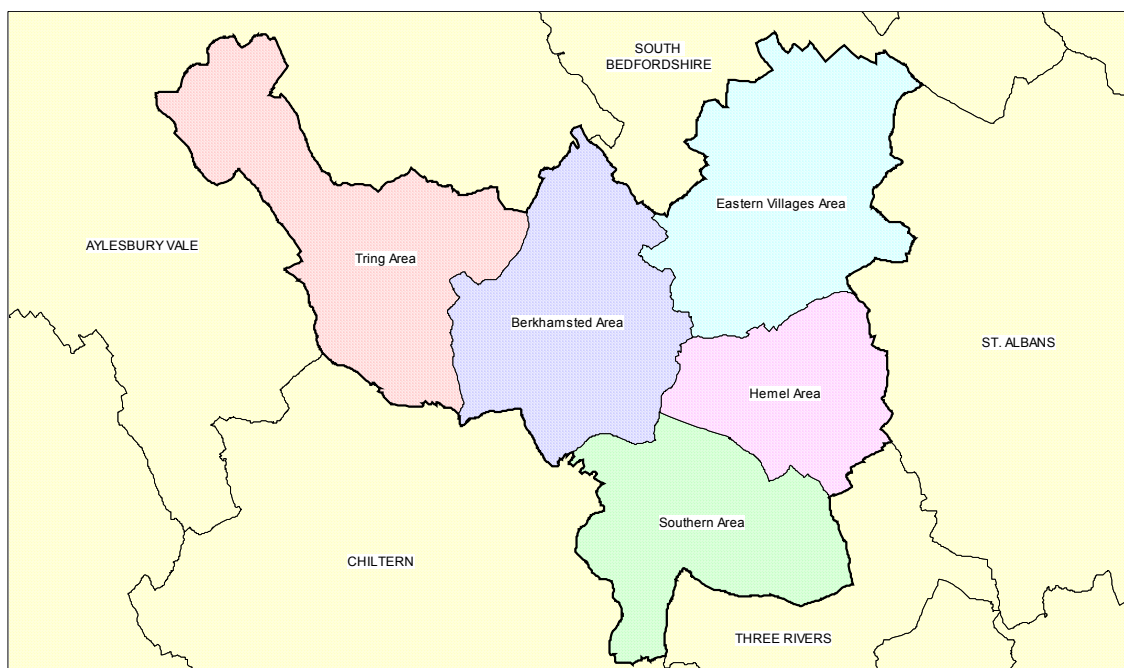 SOUTH
BEDFORDSHIRE
Eastern Villages Area
AYLESBURY VALE
Tring Area
Berkhamsted Area
ST. ALBANS
Hemel Area
Southern Area
CHILTERN
THREE RIVERS